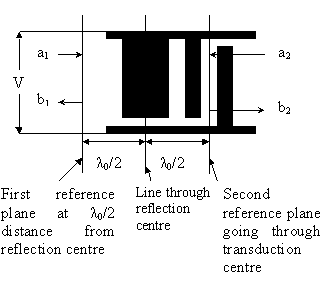 a1
a2
V
b1
b2
λ0/2
λ0/2
First reference
plane at λ0/2
distance from
reflection centre
Line through
reflection
centre
Second
reference plane
going through
transduction
centre